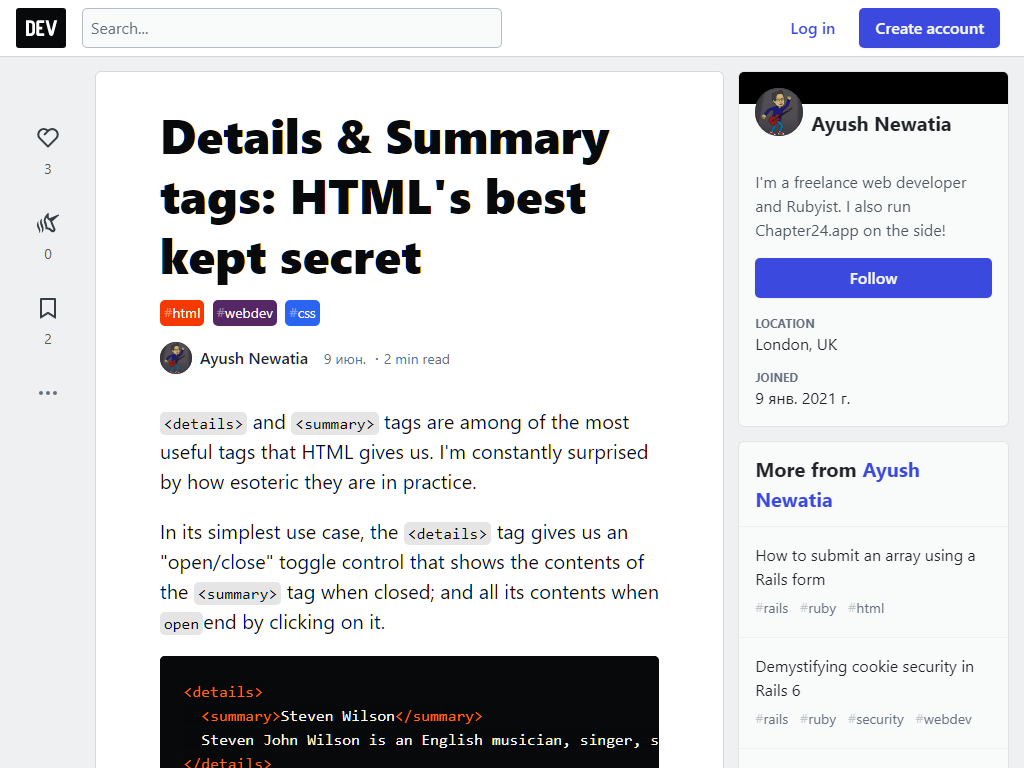 DEV
Search...
Log in
Create account
3
0
2
Details & Summary
tags: HTML's best
kept secret
#html #webdev #css
Ayush Newatia 9 июн. · 2 min read
<details> and <summary> tags are among of the most
useful tags that HTML gives us. I'm constantly surprised
by how esoteric they are in practice.
In its simplest use case, the <details> tag gives us an
"open/close" toggle control that shows the contents of
the <summary> tag when closed; and all its contents when
open end by clicking on it.
<details>
<summary>Steven Wilson</summary>
Steven John Wilson is an English musician, singer, s
</details>
Ayush Newatia
I'm a freelance web developer
and Rubyist. I also run
Chapter24.app on the side!
Follow
LOCATION
London, UK
JOINED
9 янв. 2021 г.
More from Ayush
Newatia
How to submit an array using a
Rails form
#rails #ruby #html
Demystifying cookie security in
Rails 6
#rails #ruby #security #webdev